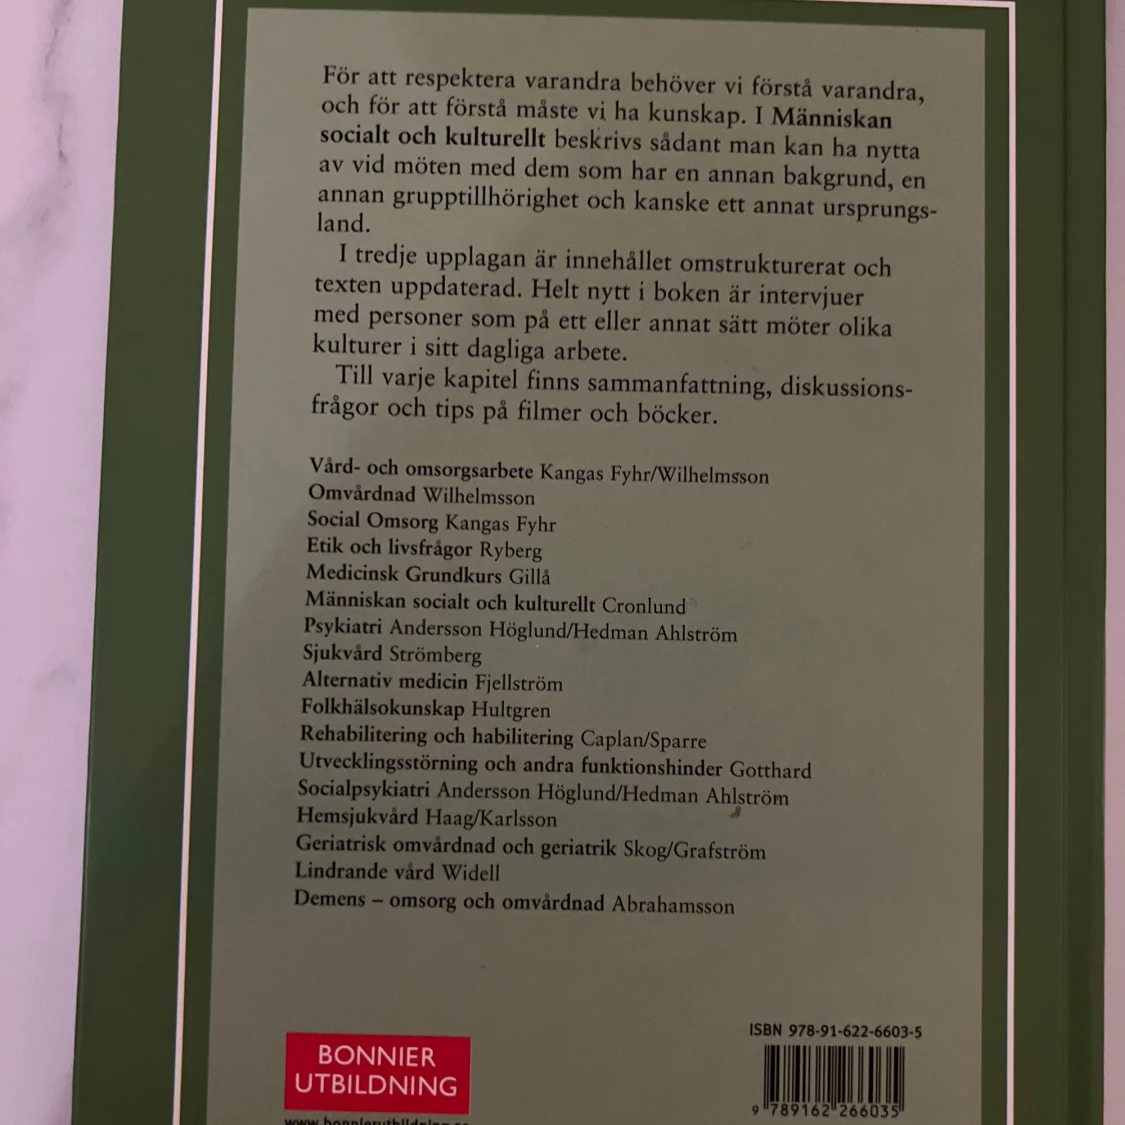 För att respektera varandra behöver vi förstå varandra,
och för att förstå måste vi ha kunskap. I Människan
socialt och kulturellt beskrivs sådant man kan ha nytta
av vid möten med dem som har en annan bakgrund, en
annan grupptillhörighet och kanske ett annat ursprungs-
land.
I tredje upplagan är innehållet omstrukturerat och
texten uppdaterad. Helt nytt i boken är intervjuer
med personer som på ett eller annat sätt möter olika
kulturer i sitt dagliga arbete.
Till varje kapitel finns sammanfattning, diskussions-
frågor och tips på filmer och böcker.
Vård- och omsorgsarbete Kangas Fyhr/Wilhelmsson
Omvårdnad Wilhelmsson
Social Omsorg Kangas Fyhr
Etik och livsfrågor Ryberg
Medicinsk Grundkurs Gillå
Människan socialt och kulturellt Cronlund
Psykiatri Andersson Höglund/Hedman Ahlström
Sjukvård Strömberg
Alternativ medicin Fjellström
Folkhälsokunskap Hultgren
Rehabilitering och habilitering Caplan/Sparre
Utvecklingsstörning och andra funktionshinder Gotthard
Socialpsykiatri Andersson Höglund/Hedman Ahlström
Hemsjukvård Haag/Karlsson
Geriatrisk omvårdnad och geriatrik Skog/Grafström
Lindrande vård Widell
Demens – omsorg och omvårdnad Abrahamsson
ISBN 978-91-622-6603-5
BONNIER
UTBILDNING
9 789162 266035